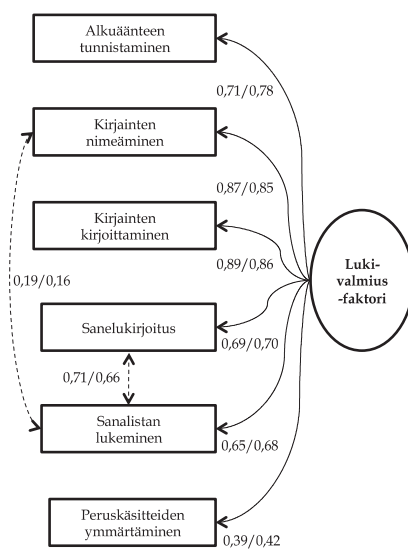 Alkuäänteen
tunnistaminen
0,71/0,78
Kirjainten
nimeäminen
0,87/0,85
Kirjainten
kirjoittaminen
0,89/0,86
Luki-
valmius
-faktori
0,19/0,16
Sanelukirjoitus
0,69/0,70
0,71/0,66
Sanalistan
lukeminen
0,65/0,68
Peruskäsitteiden
ymmärtäminen
0,39/0,42